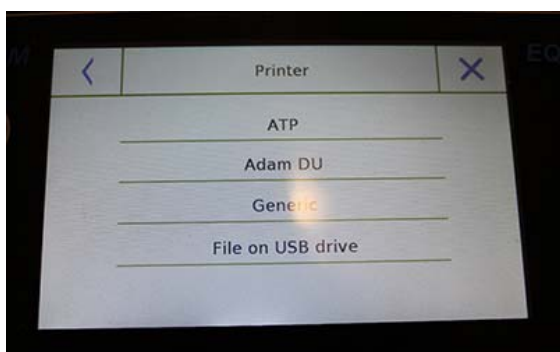 Printer
ATP
Adam DU
Generic
File on USB drive